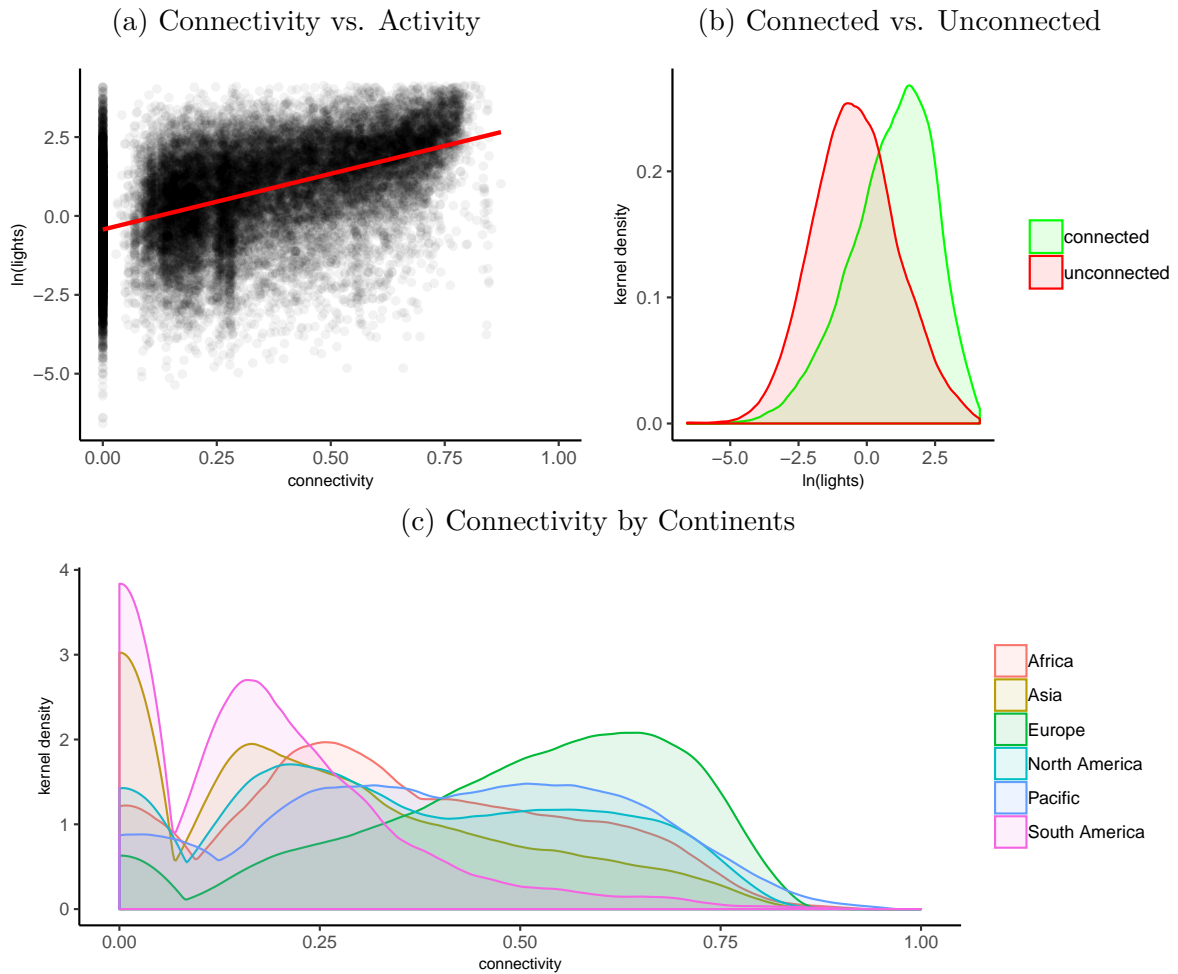 (a) Connectivity vs. Activity
ln(lights)
2.5
0.0
−2.5
−5.0
0.00 0.25 0.50 0.75 1.00
connectivity
(b) Connected vs. Unconnected
kernel density
0.2
0.1
0.0
−5.0 −2.5 0.0 2.5
ln(lights)
connected
unconnected
(c) Connectivity by Continents
kernel density
4
3
2
1
0
0.00 0.25 0.50 0.75 1.00
connectivity
Africa
Asia
Europe
North America
Pacific
South America